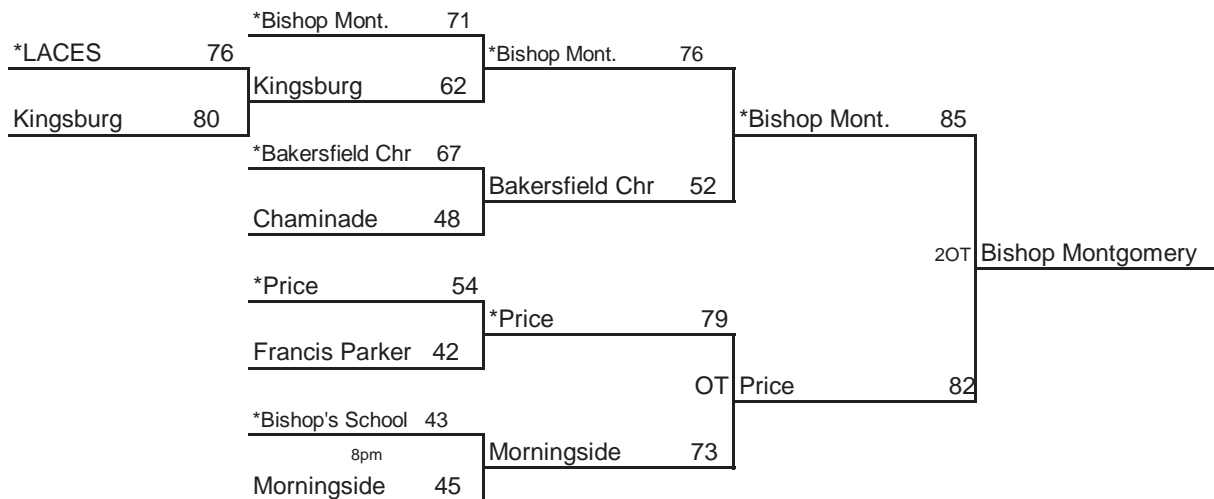 *Bishop Mont. 71
*LACES 76
*Bishop Mont. 76
Kingsburg 62
Kingsburg 80
*Bishop Mont. 85
*Bakersfield Chr 67
Bakersfield Chr 52
Chaminade 48
2OT Bishop Montgomery
*Price 54
*Price 79
Francis Parker 42
OT Price 82
*Bishop's School 43
8pm
Morningside 73
Morningside 45